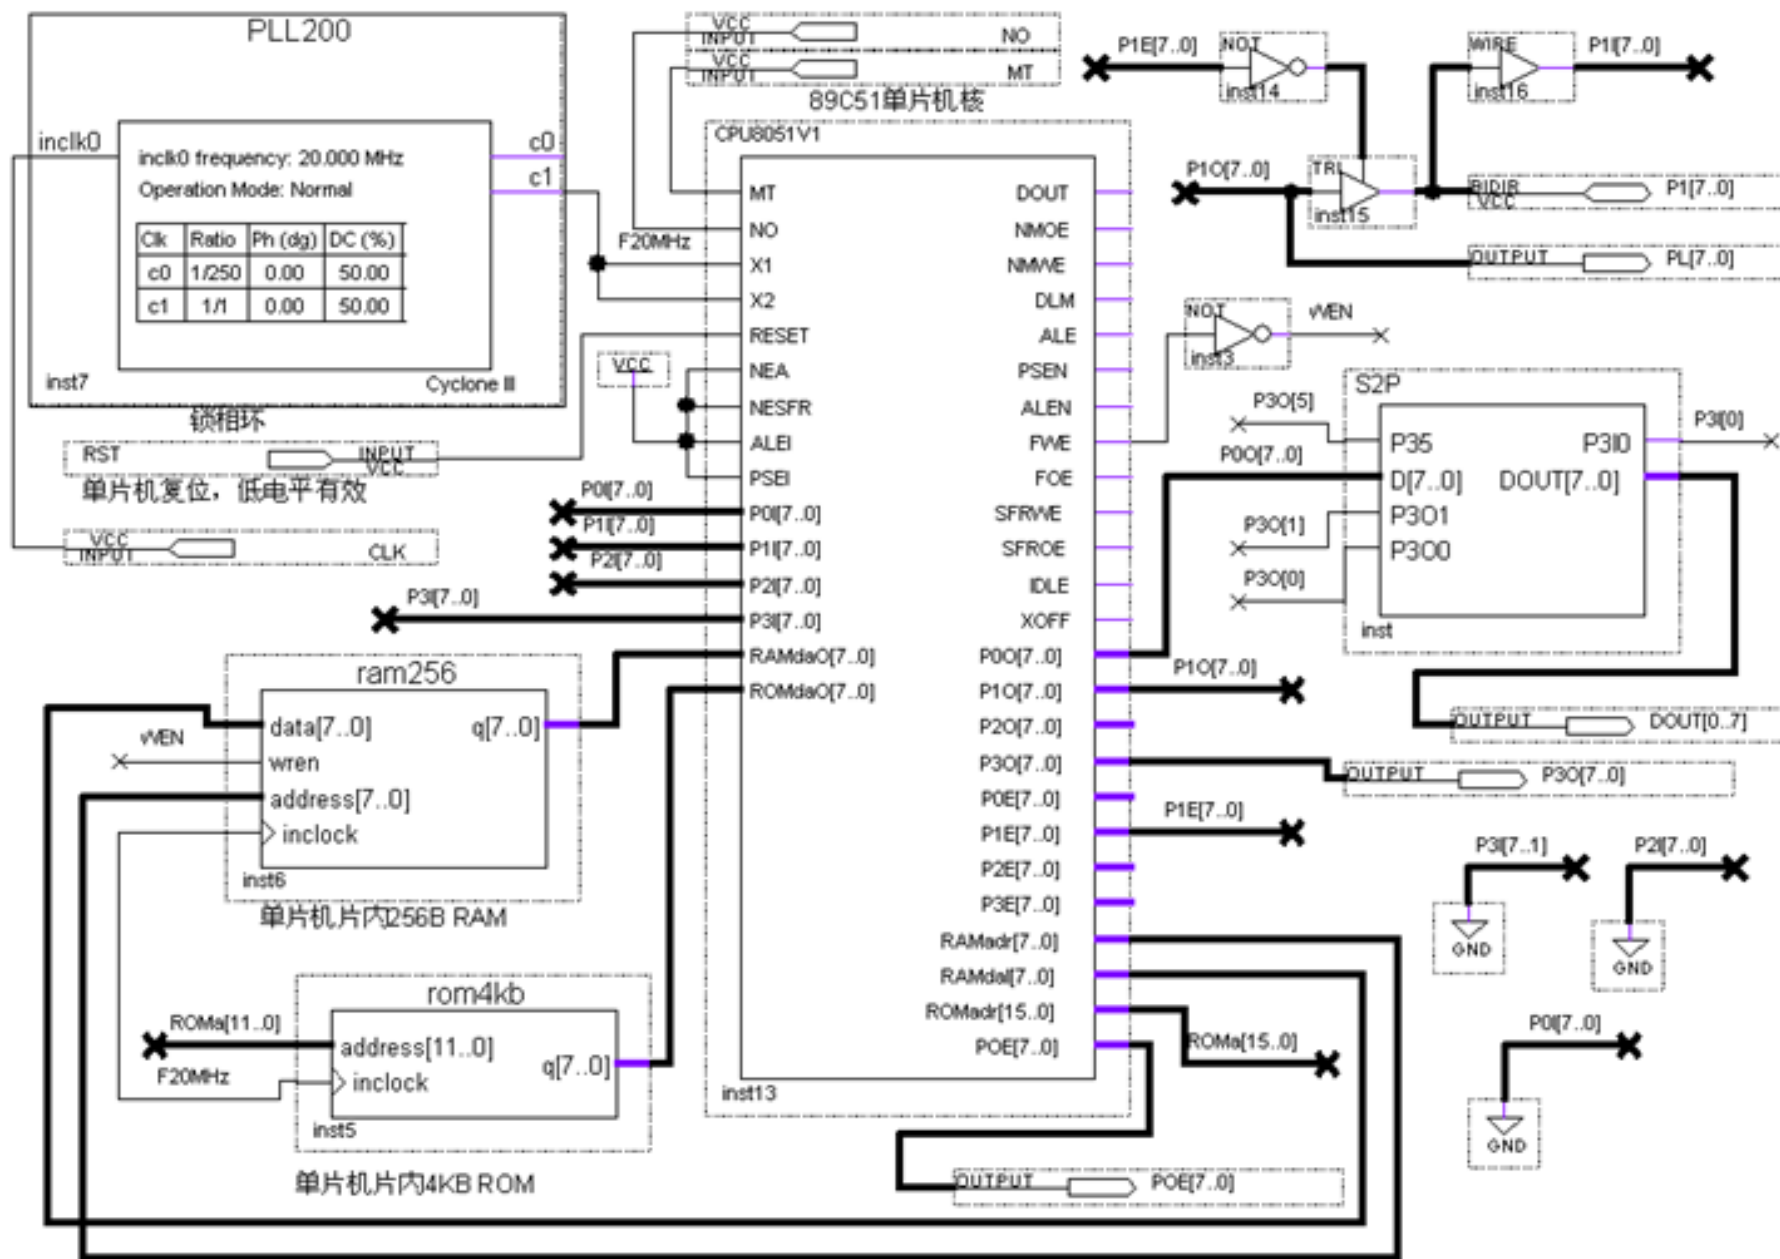 PLL200
inclk0
c0
c1
inclk0 frequency: 20.000 MHz
Operation Mode: Normal
Clk Ratio Ph (dg) DC (%)
c0 1/250 0.00 50.00
c1 1/1 0.00 50.00
inst7
Cyclone III
锁相环
RST
INPUT
VCC
单片机复位，低电平有效
VCC
INPUT
CLK
VCC
INPUT
NO
VCC
INPUT
MT
89C51单片机核
CPU8051V1
F20MHz
VCC
P0I[7..0]
P1I[7..0]
P2I[7..0]
P3I[7..0]
MT
NO
X1
X2
RESET
NEA
NESFR
ALEI
PSEI
P0I[7..0]
P1I[7..0]
P2I[7..0]
P3I[7..0]
RAMdaO[7..0]
ROMdaO[7..0]
DOUT
NMOE
NMWE
DLM
ALE
PSEN
ALEN
FWE
FOE
SFRWE
SFROE
IDLE
XOFF
P0O[7..0]
P1O[7..0]
P2O[7..0]
P3O[7..0]
P0E[7..0]
P1E[7..0]
P2E[7..0]
P3E[7..0]
RAMadr[7..0]
RAMdaI[7..0]
ROMadr[15..0]
POE[7..0]
inst13
ram256
data[7..0]
q[7..0]
WEN
wren
address[7..0]
inclock
inst6
单片机片内256B RAM
rom4kb
ROMa[11..0]
address[11..0]
q[7..0]
F20MHz
inclock
inst5
单片机片内4KB ROM
P1E[7..0]
NOT
inst14
WIRE
inst16
P1I[7..0]
P1O[7..0]
TRI
inst15
BIDIR
VCC
P1[7..0]
OUTPUT
PL[7..0]
NOT
inst3
WEN
S2P
P3O[5]
P0O[7..0]
P3O[1]
P3O[0]
P35
D[7..0]
P3O1
P3O0
P3I0
DOUT[7..0]
P3I[0]
inst
OUTPUT
DOUT[0..7]
P1O[7..0]
OUTPUT
P3O[7..0]
P1E[7..0]
P3I[7..1]
GND
P2I[7..0]
GND
P0I[7..0]
GND
ROMa[15..0]
OUTPUT
POE[7..0]